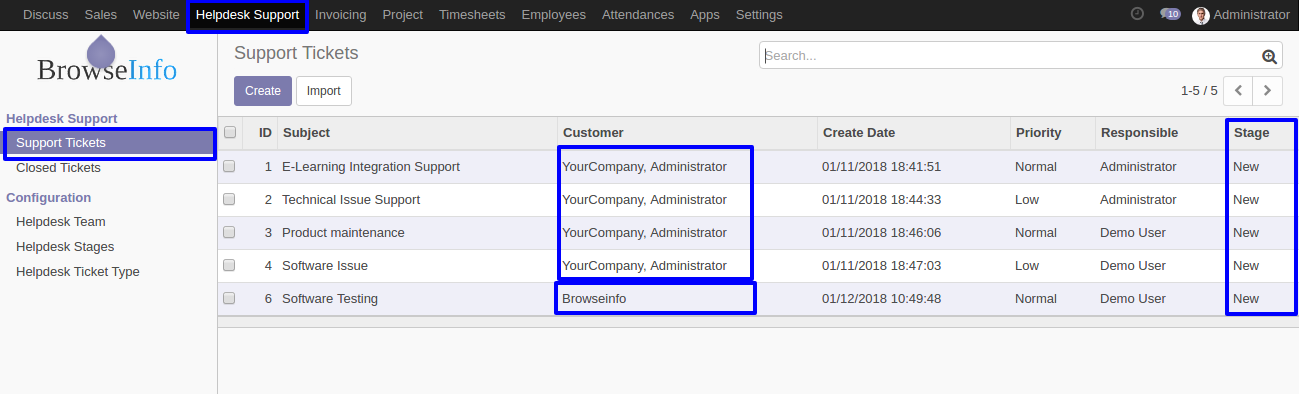 Discuss Sales Website Helpdesk Support Invoicing Project Timesheets Employees Attendances Apps Settings 10 Administrator
BrowseInfo
Helpdesk Support
Support Tickets
Closed Tickets
Configuration
Helpdesk Team
Helpdesk Stages
Helpdesk Ticket Type
Support Tickets
Search...
Create Import 1-5 / 5
ID Subject Customer Create Date Priority Responsible Stage
1 E-Learning Integration Support YourCompany, Administrator 01/11/2018 18:41:51 Normal Administrator New
2 Technical Issue Support YourCompany, Administrator 01/11/2018 18:44:33 Low Administrator New
3 Product maintenance YourCompany, Administrator 01/11/2018 18:46:06 Normal Demo User New
4 Software Issue YourCompany, Administrator 01/11/2018 18:47:03 Low Demo User New
6 Software Testing Browseinfo 01/12/2018 10:49:48 Normal Demo User New